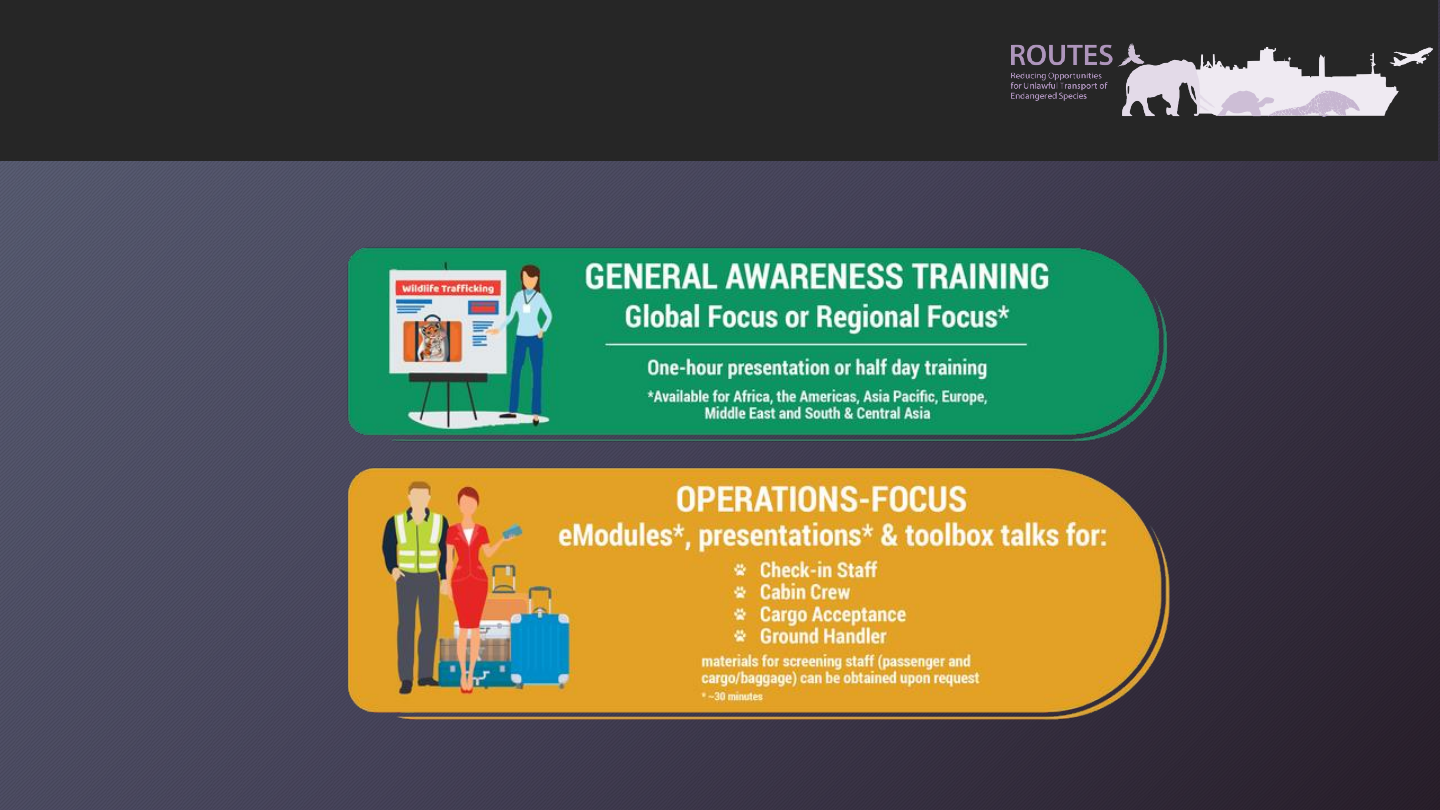 ROUTES
Reducing Opportunities
for Unlawful Transport of
Endangered Species
Wildlife Trafficking
GENERAL AWARENESS TRAINING
Global Focus or Regional Focus*
One-hour presentation or half day training
*Available for Africa, the Americas, Asia Pacific, Europe,
Middle East and South & Central Asia
OPERATIONS-FOCUS
eModules*, presentations* & toolbox talks for:
Check-in Staff
Cabin Crew
Cargo Acceptance
Ground Handler
materials for screening staff (passenger and
cargo/baggage) can be obtained upon request
* ~30 minutes